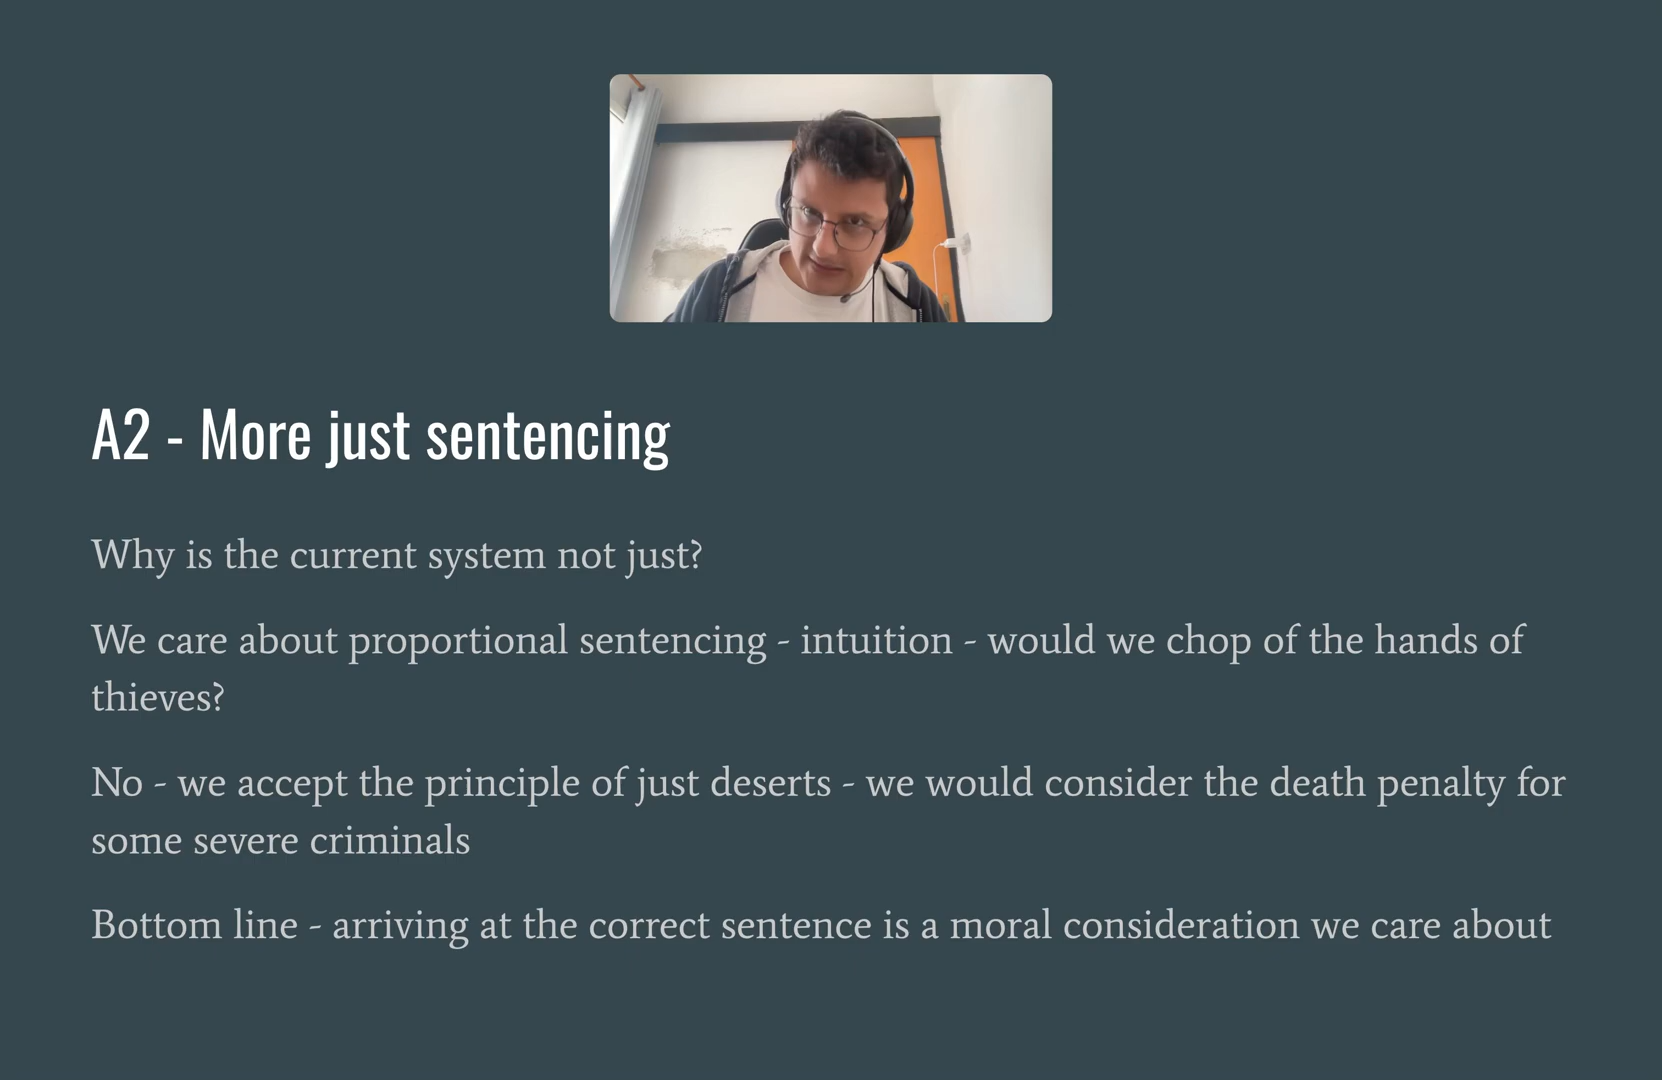 A2 - More just sentencing
Why is the current system not just?
We care about proportional sentencing - intuition - would we chop of the hands of
thieves?
No - we accept the principle of just deserts - we would consider the death penalty for
some severe criminals
Bottom line - arriving at the correct sentence is a moral consideration we care about